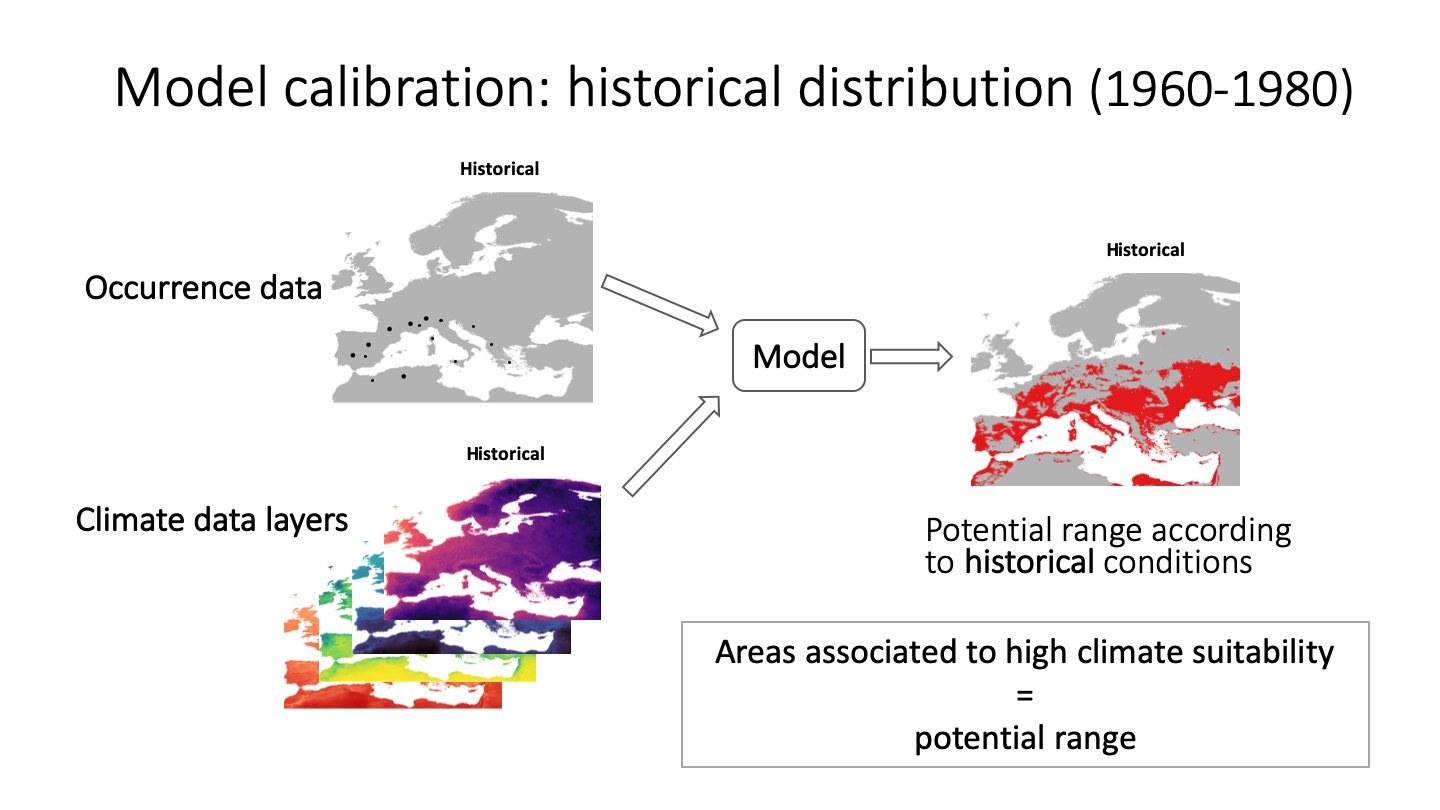 Model calibration: historical distribution (1960-1980)
Historical
Occurrence data
Historical
Model
Historical
Climate data layers
Potential range according
to historical conditions
Areas associated to high climate suitability
=
potential range